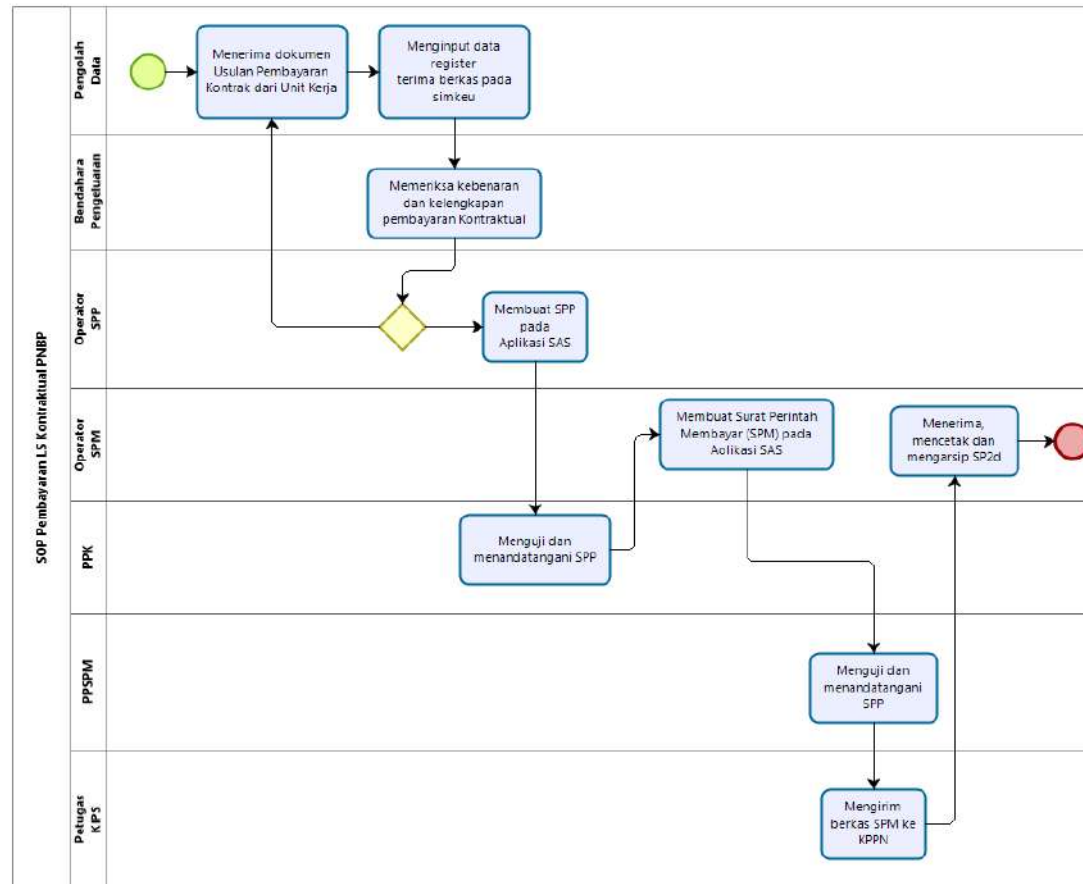 SOP Pembayaran LS Kontraktual PNBP
Pengolah
Data
Menerima dokumen
Usulan Pembayaran
Kontrak dari Unit Kerja
Menginput data
register
terima berkas pada
simkeu
Bendahara
Pengeluaran
Memeriksa kebenaran
dan kelengkapan
pembayaran Kontraktual
Operator
SPP
Membuat SPP
pada
Aplikasi SAS
Operator
SPM
Membuat Surat Perintah
Membayar (SPM) pada
Aplikasi SAS
Menerima,
mencetak dan
mengarsip SP2d
PPK
Menguji dan
menandatangani SPP
PPSPM
Menguji dan
menandatangani
SPP
Petugas
KIPS
Mengirim
berkas SPM ke
KPPN